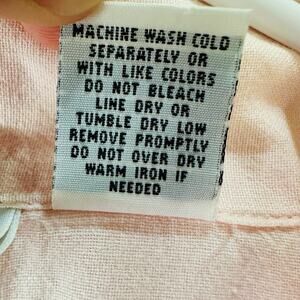 MACHINE WASH COLD
SEPARATELY OR
WITH LIKE COLORS
DO NOT BLEACH
LINE DRY OR
TUMBLE DRY LOW
REMOVE PROMPTLY
DO NOT OVER DRY
WARM IRON IF
NEEDED